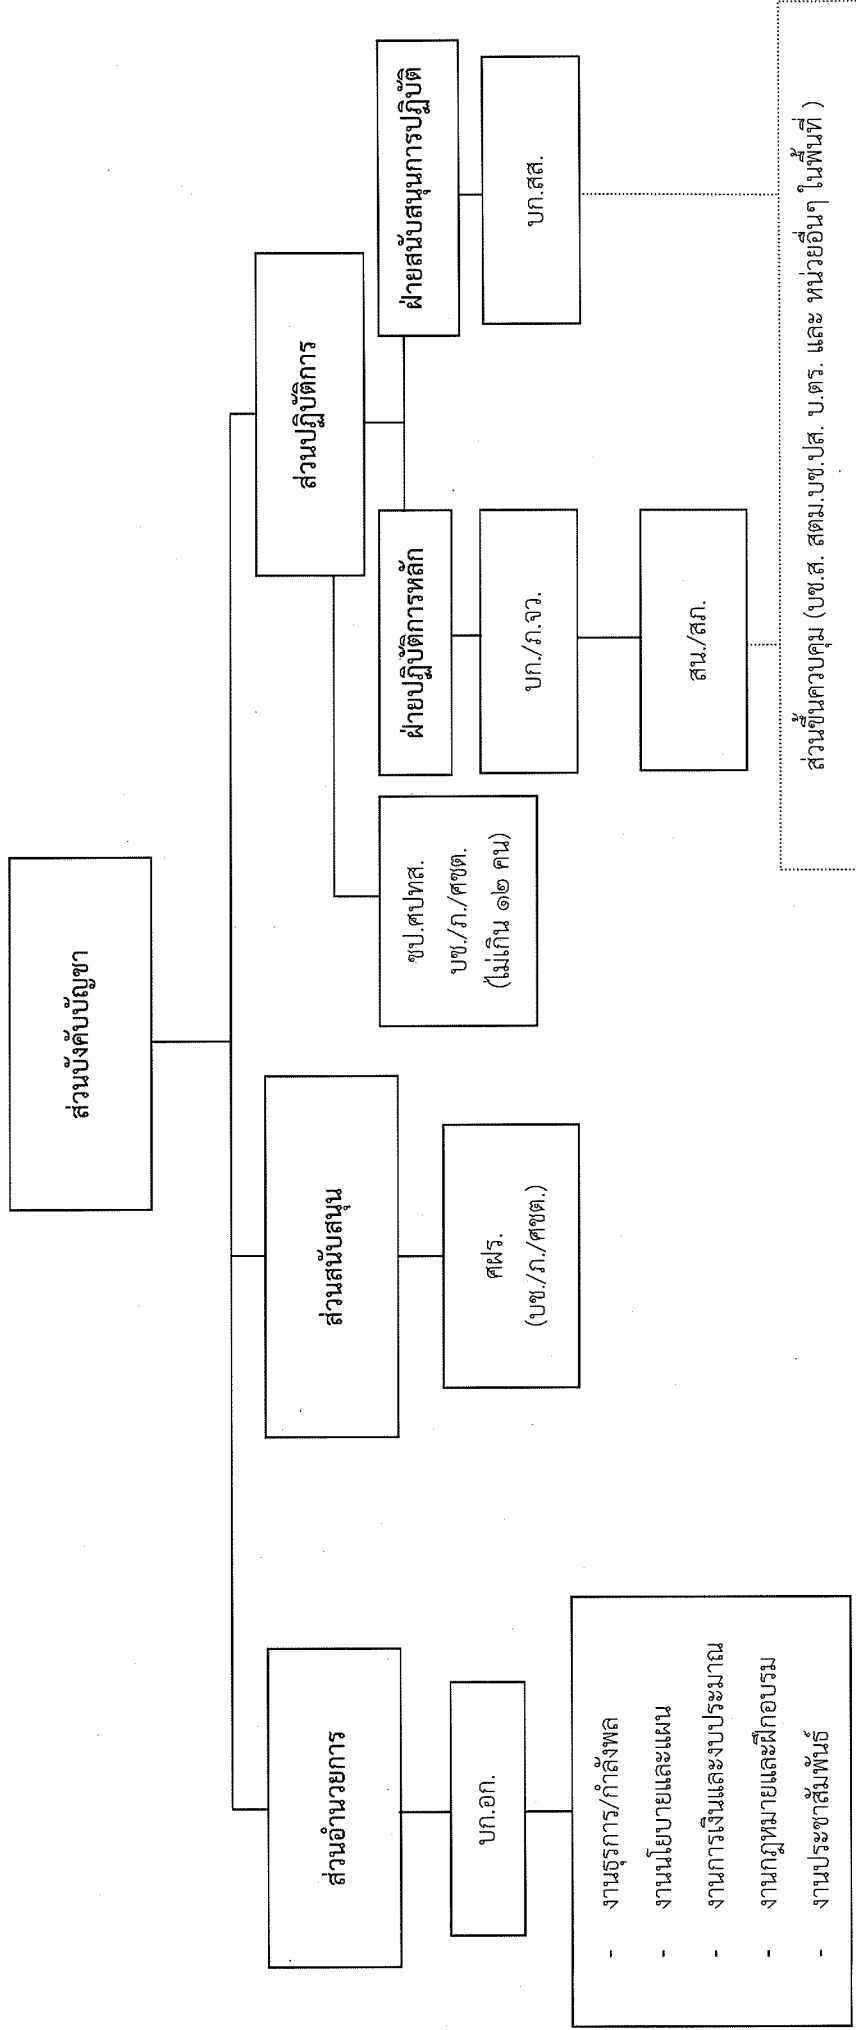 ส่วนบังคับบัญชา
ส่วนอำนวยการ
บก.อก.
- งานธุรการ/กำลังพล
- งานนโยบายและแผน
- งานการเงินและงบประมาณ
- งานกฎหมายและฝึกอบรม
- งานประชาสัมพันธ์
ส่วนสนับสนุน
ศฝร.
(บช./ภ./ศชต.)
ส่วนปฏิบัติการ
ชป.ศปทส.
บช./ภ./ศชต.
(ไม่เกิน ๑๒ คน)
ฝ่ายปฏิบัติการหลัก
บก./ภ.จว.
สน./สภ.
ฝ่ายสนับสนุนการปฏิบัติ
บก.สส.
ส่วนขึ้นควบคุม (บช.ส. สตม.บช.ปส. บ.ตร. และ หน่วยอื่นๆ ในพื้นที่ )